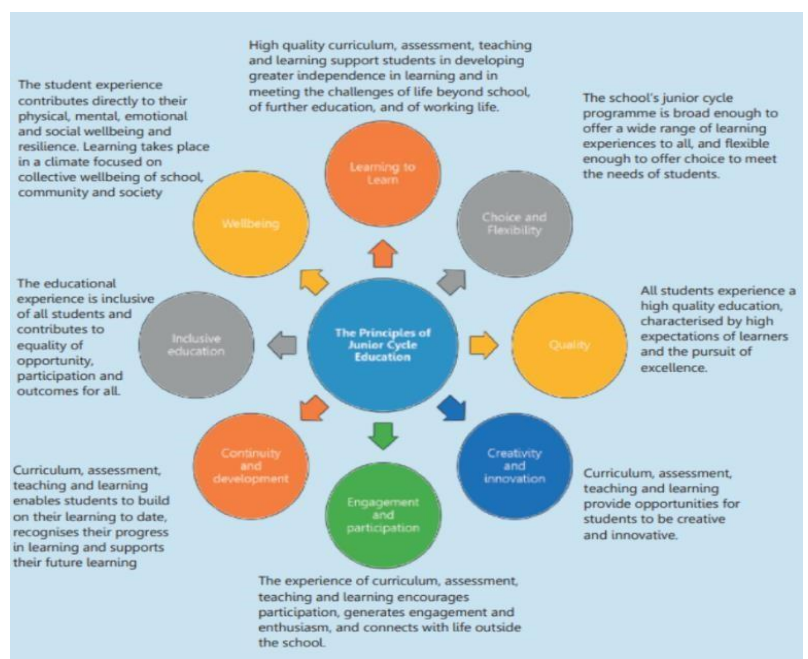 High quality curriculum, assessment, teaching
and learning support students in developing
greater independence in learning and in
meeting the challenges of life beyond school,
of further education, and of working life.
The student experience
contributes directly to their
physical, mental, emotional
and social wellbeing and
resilience. Learning takes place
in a climate focused on
collective wellbeing of school,
community and society
The school's junior cycle
programme is broad enough to
offer a wide range of learning
experiences to all, and flexible
enough to offer choice to meet
the needs of students.
Learning to
Learn
Wellbeing
Choice and
Flexibility
The educational
experience is inclusive
of all students and
contributes to
equality of
opportunity,
participation and
outcomes for all.
Inclusive
education
The Principles of
Junior Cycle
Education
Quality
All students experience a
high quality education,
characterised by high
expectations of learners
and the pursuit of
excellence.
Continuity
and
development
Engagement
and
participation
Creativity
and
innovation
Curriculum, assessment,
teaching and learning
enables students to build
on their learning to date,
recognises their progress
in learning and supports
their future learning
Curriculum, assessment,
teaching and learning
provide opportunities for
students to be creative
and innovative.
The experience of curriculum, assessment,
teaching and learning encourages
participation, generates engagement and
enthusiasm, and connects with life outside
the school.